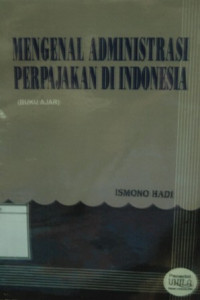 MENGENAL ADMINISTRASI
PERPAJAKAN DI INDONESIA
(BUKU AJAR)
ISMONO HADI